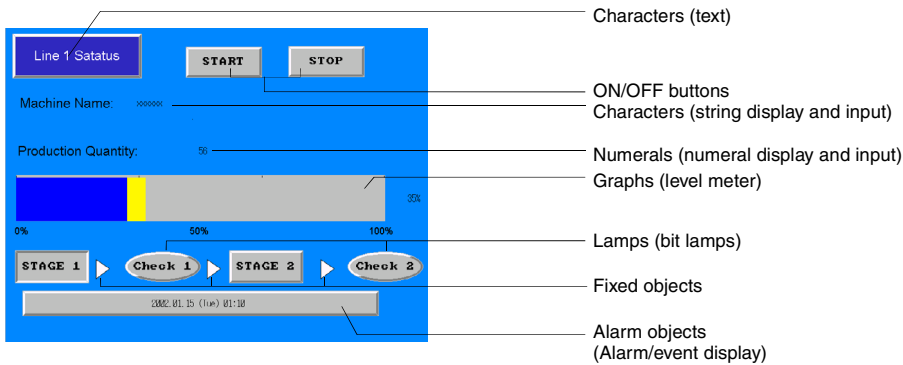 Characters (text)
Line 1 Satatus
START
STOP
ON/OFF buttons
Machine Name: xxxxxx
Characters (string display and input)
Production Quantity: 56
Numerals (numeral display and input)
Graphs (level meter)
35%
0% 50% 100%
Lamps (bit lamps)
STAGE 1
Check 1
STAGE 2
Check 2
Fixed objects
2002.01.15 (Tue) 01:10
Alarm objects
(Alarm/event display)